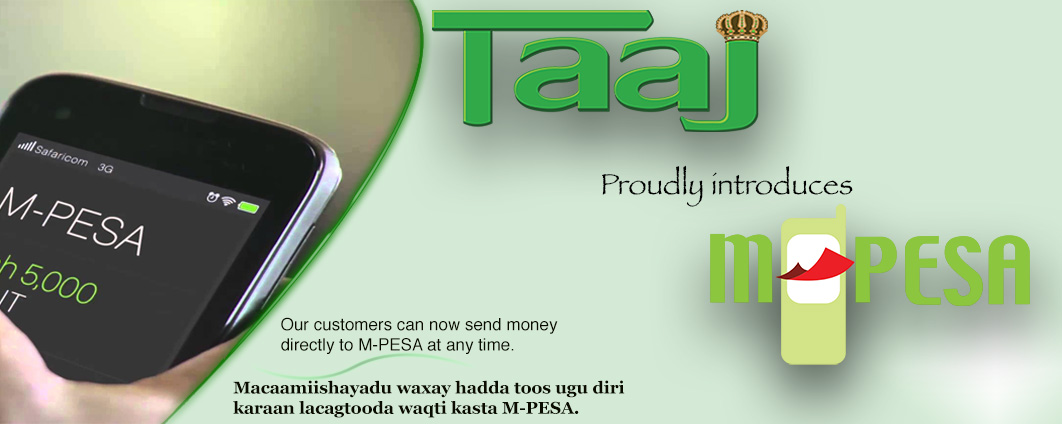 Taaj
Proudly introduces
M-PESA
Safaricom 3G
M-PESA
h 5,000
IT
Our customers can now send money
directly to M-PESA at any time.
Macaamiishayadu waxay hadda toos ugu diri
karaan lacagtooda waqti kasta M-PESA.